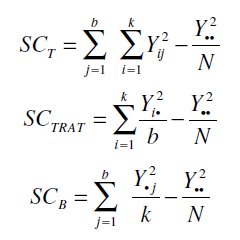 SC_T = \sum_{j=1}^{b} \sum_{i=1}^{k} Y_{ij}^2 - \frac{Y_{••}^2}{N}
SC_{TRAT} = \sum_{i=1}^{k} \frac{Y_{i•}^2}{b} - \frac{Y_{••}^2}{N}
SC_B = \sum_{j=1}^{b} \frac{Y_{•j}^2}{k} - \frac{Y_{••}^2}{N}